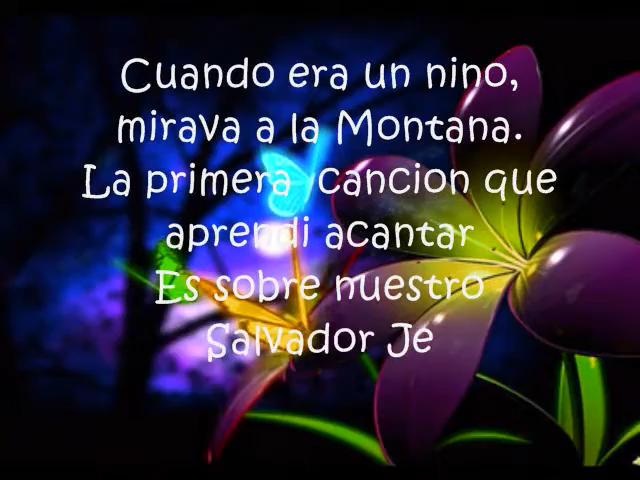 Cuando era un nino,
mirava a la Montana.
La primera cancion que
aprendi acantar
Es sobre nuestro
Salvador Je